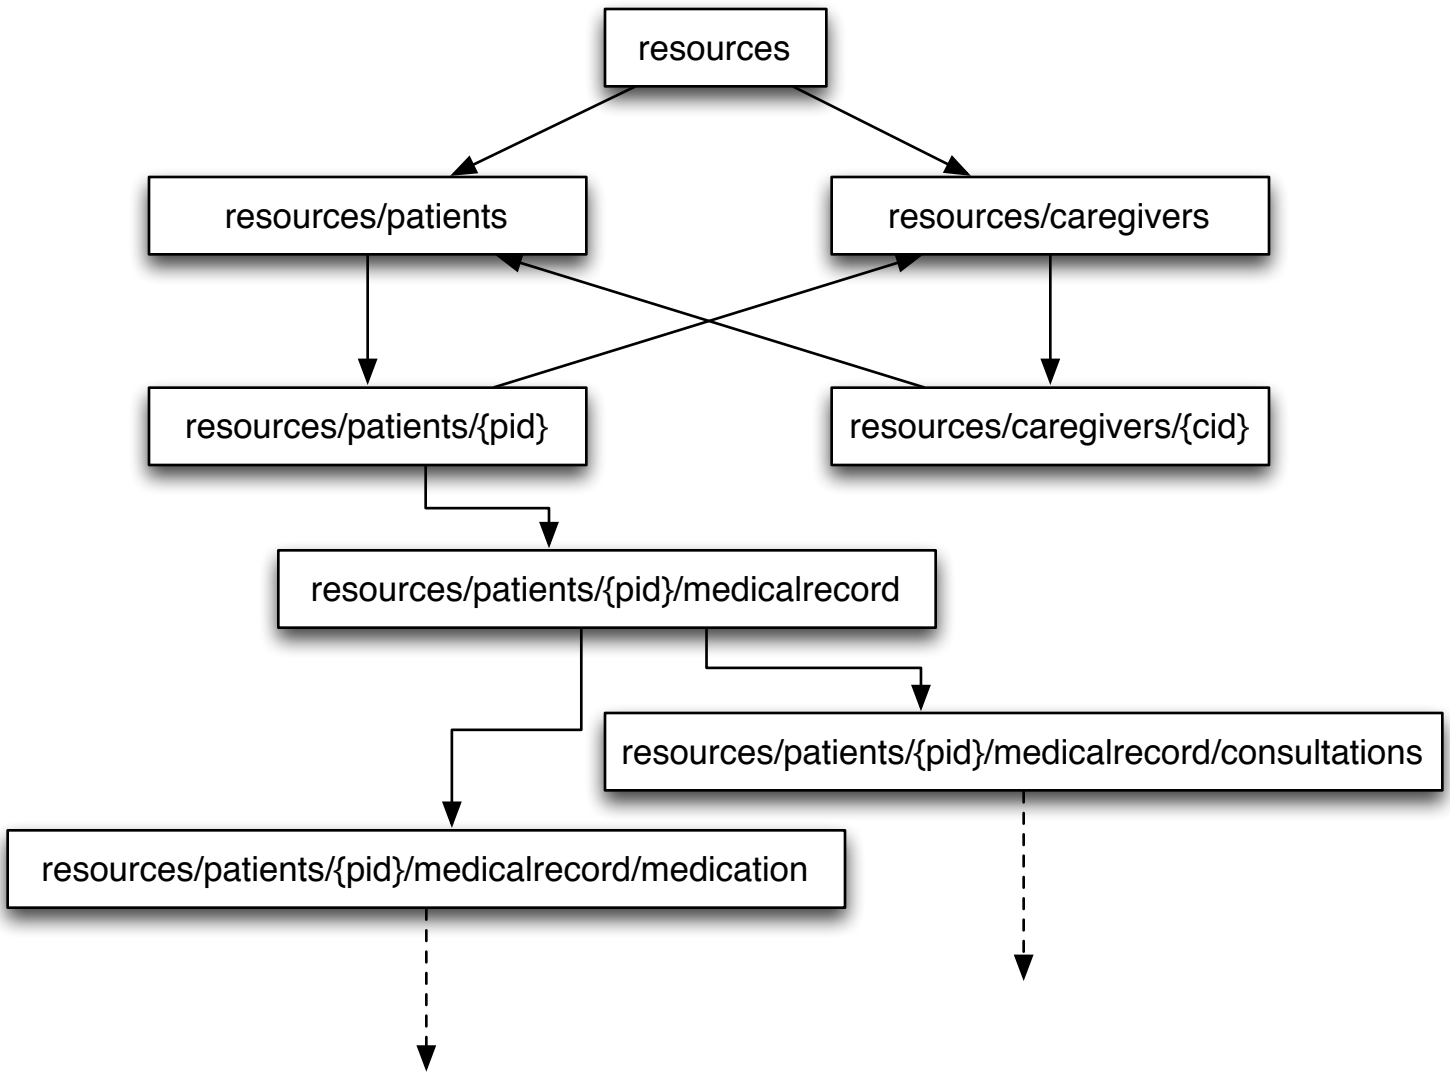 resources
resources/patients
resources/caregivers
resources/patients/{pid}
resources/caregivers/{cid}
resources/patients/{pid}/medicalrecord
resources/patients/{pid}/medicalrecord/consultations
resources/patients/{pid}/medicalrecord/medication